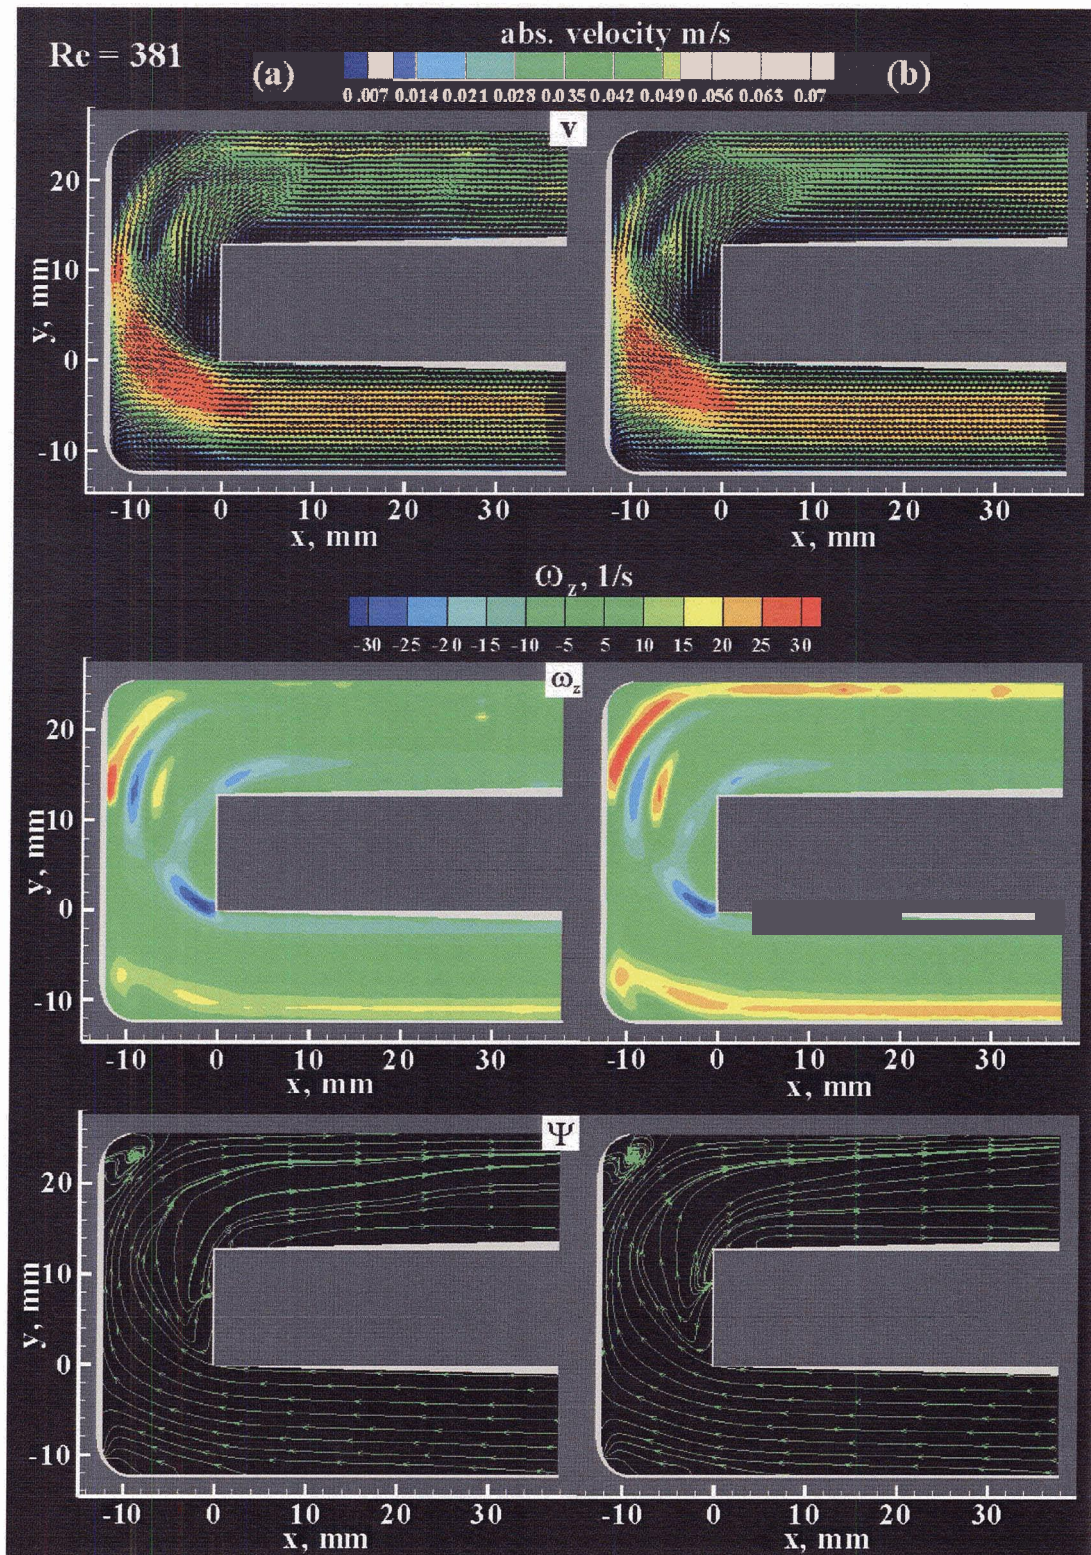 Re = 381
abs. velocity m/s
(a) (b)
0 .007 0.014 0.021 0.028 0.035 0.042 0.049 0.056 0.063 0.07
v
20
10
0
-10
y, mm
-10 0 10 20 30 -10 0 10 20 30
x, mm x, mm
ω_z, 1/s
-30 -25 -20 -15 -10 -5 5 10 15 20 25 30
ω_z
20
10
0
-10
y, mm
-10 0 10 20 30 -10 0 10 20 30
x, mm x, mm
Ψ
20
10
0
-10
y, mm
-10 0 10 20 30 -10 0 10 20 30
x, mm x, mm